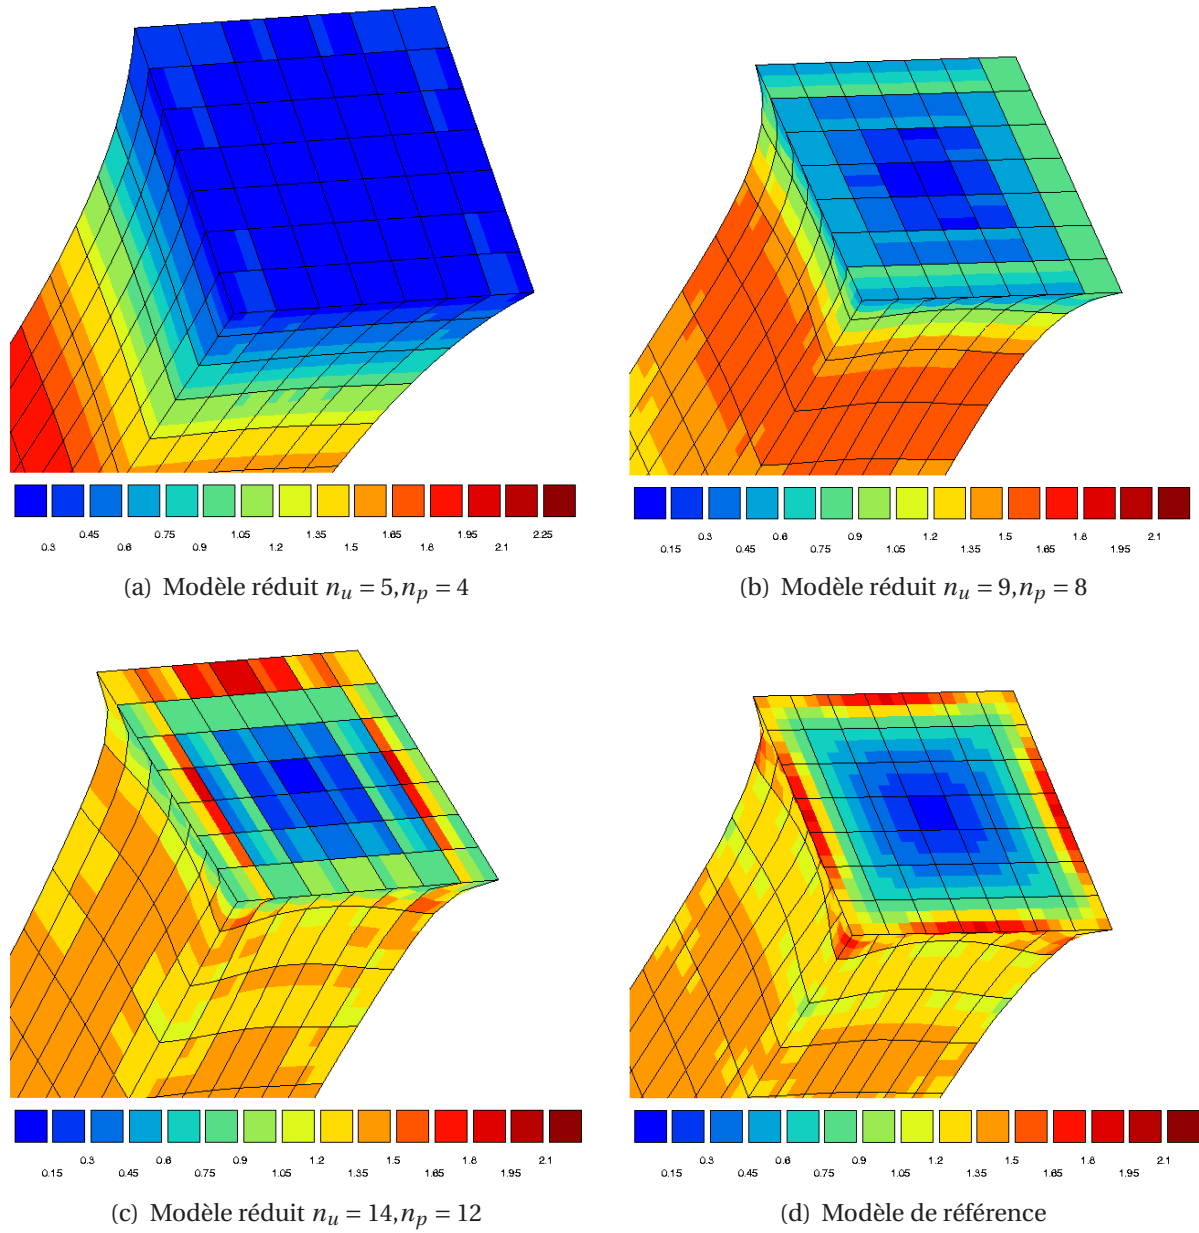 0.45 0.75 1.05 1.35 1.65 1.95 2.25
0.3 0.6 0.9 1.2 1.5 1.8 2.1
(a) Modèle réduit n_u = 5, n_p = 4
0.3 0.6 0.9 1.2 1.5 1.8 2.1
0.15 0.45 0.75 1.05 1.35 1.65 1.95
(b) Modèle réduit n_u = 9, n_p = 8
0.3 0.6 0.9 1.2 1.5 1.8 2.1
0.15 0.45 0.75 1.05 1.35 1.65 1.95
(c) Modèle réduit n_u = 14, n_p = 12
0.3 0.6 0.9 1.2 1.5 1.8 2.1
0.15 0.45 0.75 1.05 1.35 1.65 1.95
(d) Modèle de référence